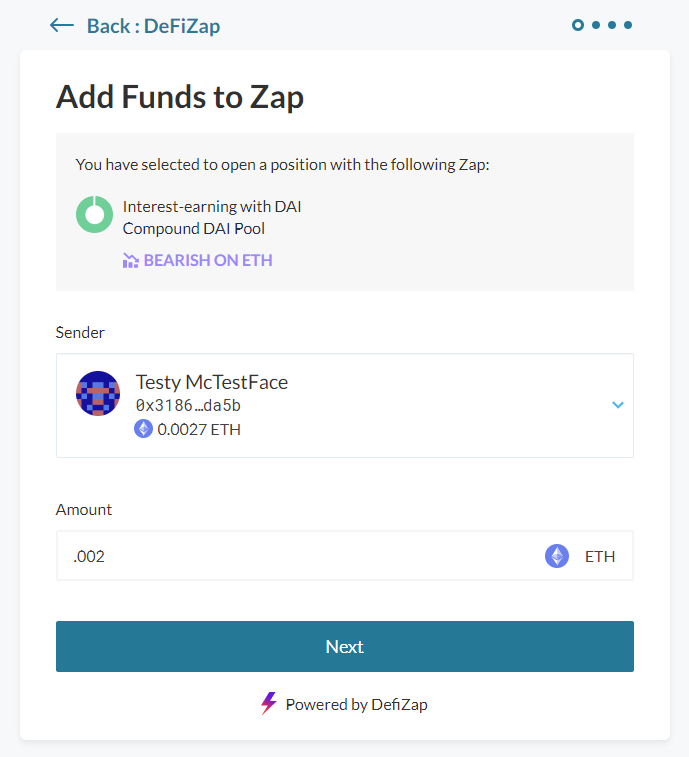 Back : DeFiZap
Add Funds to Zap
You have selected to open a position with the following Zap:
Interest-earning with DAI
Compound DAI Pool
BEARISH ON ETH
Sender
Testy McTestFace
0x3186…da5b
0.0027 ETH
Amount
.002 ETH
Next
Powered by DefiZap